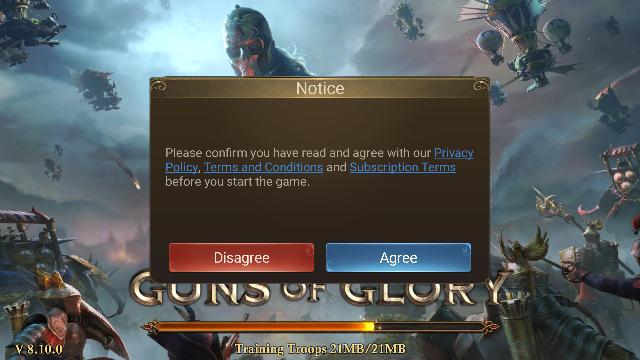 Notice
Please confirm you have read and agree with our Privacy
Policy, Terms and Conditions and Subscription Terms
before you start the game.
Disagree
Agree
GUNS OF GLORY
V 8.10.0
Training Troops 21MB/21MB